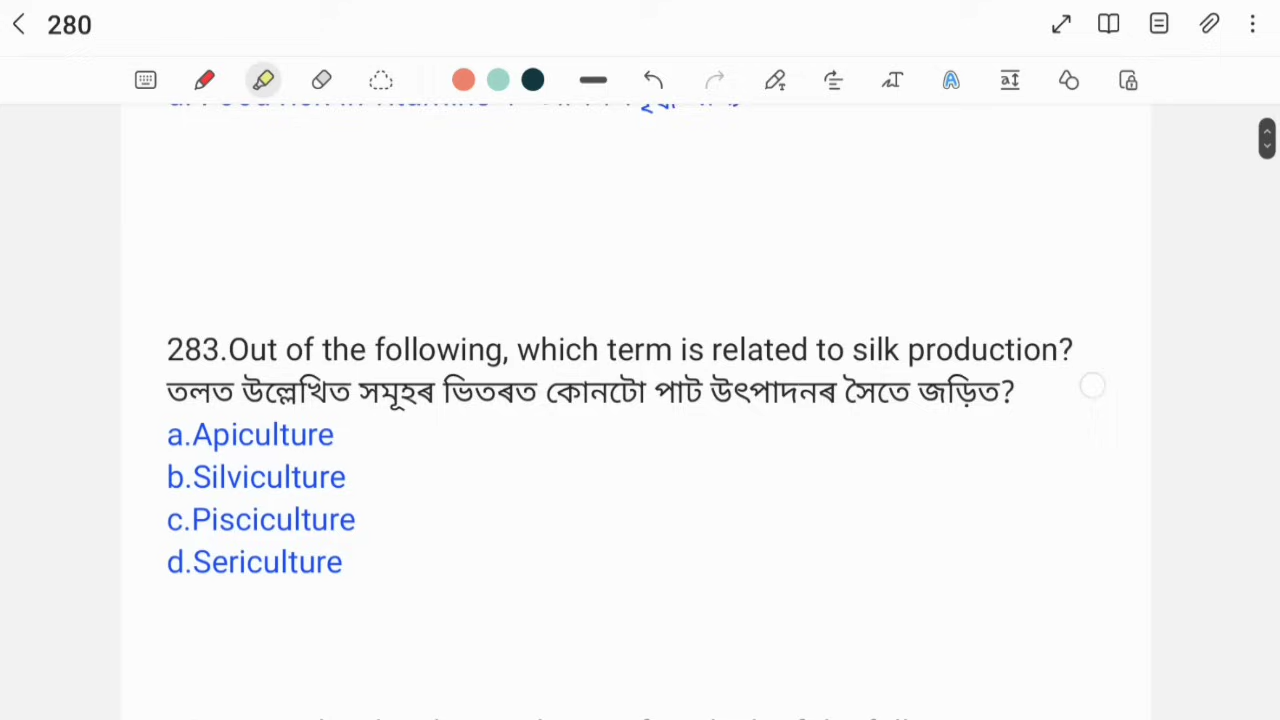 280
283.Out of the following, which term is related to silk production?
তলত উল্লেখিত সমূহৰ ভিতৰত কোনটো পাট উৎপাদনৰ সৈতে জড়িত?
a.Apiculture
b.Silviculture
c.Pisciculture
d.Sericulture